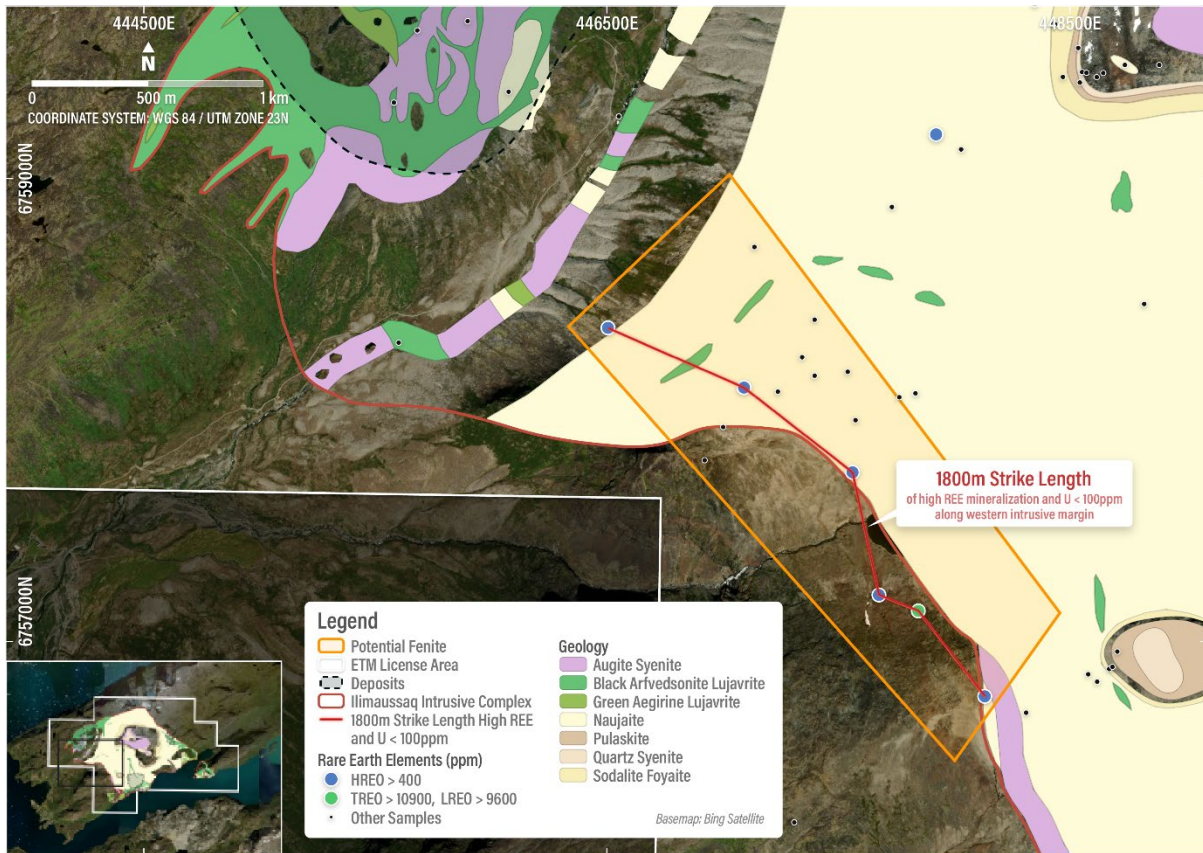 444500E
446500E
448500E
N
0 500 m 1 km
COORDINATE SYSTEM: WGS 84 / UTM ZONE 23N
6759000N
1800m Strike Length
of high REE mineralization and U < 100ppm
along western intrusive margin
6757000N
Legend
Potential Fenite
ETM License Area
Deposits
Ilimaussaq Intrusive Complex
1800m Strike Length High REE
and U < 100ppm
Rare Earth Elements (ppm)
HREO > 400
TREO > 10900, LREO > 9600
Other Samples
Geology
Augite Syenite
Black Arfvedsonite Lujavrite
Green Aegirine Lujavrite
Naujaite
Pulaskite
Quartz Syenite
Sodalite Foyaite
Basemap: Bing Satellite